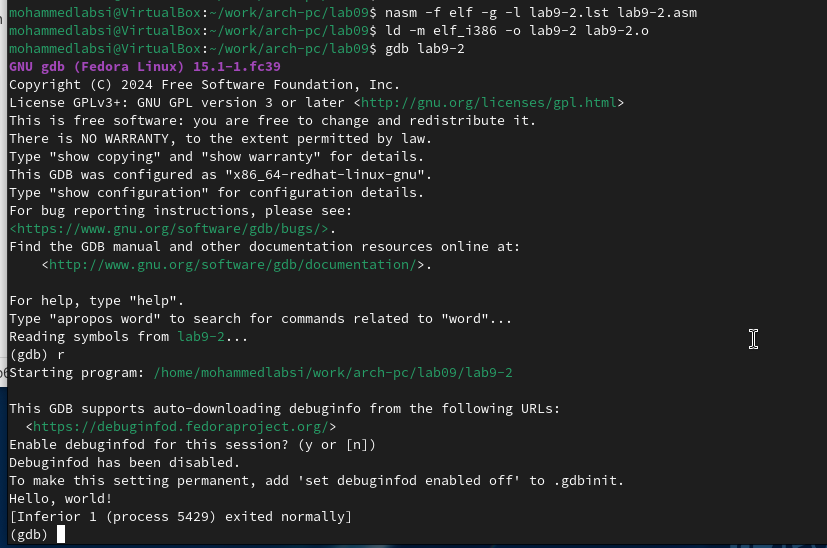 mohammedlabsi@VirtualBox:~/work/arch-pc/lab09$ nasm -f elf -g -l lab9-2.lst lab9-2.asm
mohammedlabsi@VirtualBox:~/work/arch-pc/lab09$ ld -m elf_i386 -o lab9-2 lab9-2.o
mohammedlabsi@VirtualBox:~/work/arch-pc/lab09$ gdb lab9-2
GNU gdb (Fedora Linux) 15.1-1.fc39
Copyright (C) 2024 Free Software Foundation, Inc.
License GPLv3+: GNU GPL version 3 or later <http://gnu.org/licenses/gpl.html>
This is free software: you are free to change and redistribute it.
There is NO WARRANTY, to the extent permitted by law.
Type "show copying" and "show warranty" for details.
This GDB was configured as "x86_64-redhat-linux-gnu".
Type "show configuration" for configuration details.
For bug reporting instructions, please see:
<https://www.gnu.org/software/gdb/bugs/>.
Find the GDB manual and other documentation resources online at:
    <http://www.gnu.org/software/gdb/documentation/>.

For help, type "help".
Type "apropos word" to search for commands related to "word"...
Reading symbols from lab9-2...
(gdb) r
Starting program: /home/mohammedlabsi/work/arch-pc/lab09/lab9-2

This GDB supports auto-downloading debuginfo from the following URLs:
  <https://debuginfod.fedoraproject.org/>
Enable debuginfod for this session? (y or [n])
Debuginfod has been disabled.
To make this setting permanent, add 'set debuginfod enabled off' to .gdbinit.
Hello, world!
[Inferior 1 (process 5429) exited normally]
(gdb)